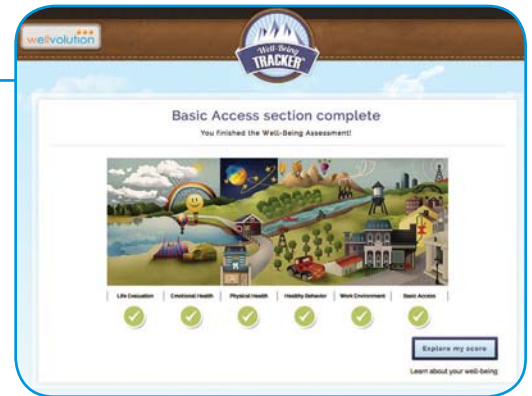 wellvolution
Well-Being
TRACKER
Basic Access section complete
You finished the Well-Being Assessment!
Life Evaluation
Emotional Health
Physical Health
Healthy Behavior
Work Environment
Basic Access
Explore my score
Learn about your well-being